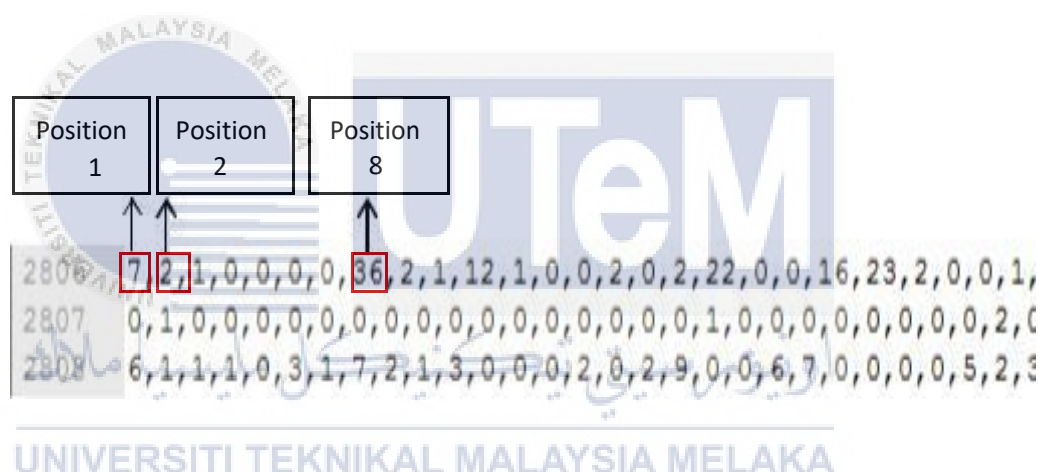 UNIVERSITI TEKNIKAL MALAYSIA MELAKA
UTeM
Position 1
Position 2
Position 8
2806 7,2,1,0,0,0,0,36,2,1,12,1,0,0,2,0,2,22,0,0,16,23,2,0,0,1,
2807 0,1,0,0,0,0,0,0,0,0,0,0,0,0,0,0,0,0,1,0,0,0,0,0,0,0,0,2,
2808 6,1,1,1,0,3,1,7,2,1,3,0,0,0,2,0,2,9,0,0,6,7,0,0,0,0,5,2,3
UNIVERSITI TEKNIKAL MALAYSIA MELAKA